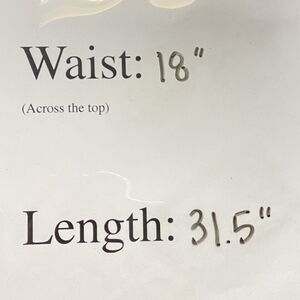 Waist: 18"
(Across the top)
Length: 31.5"